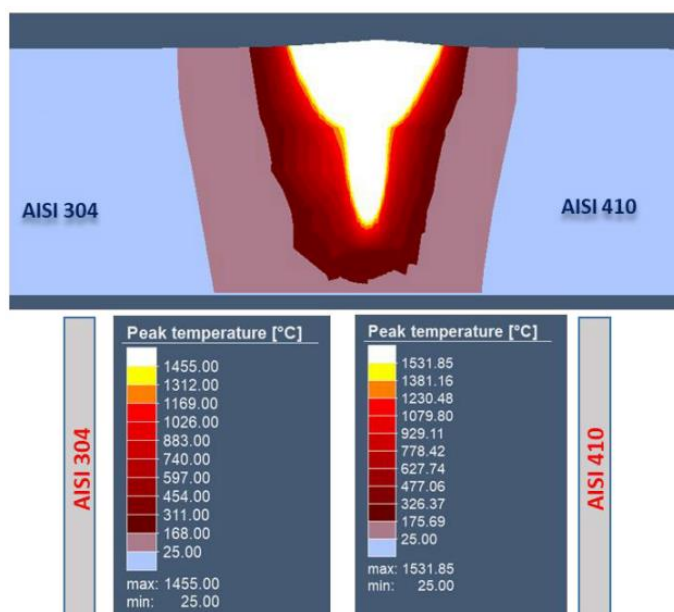 AISI 304
AISI 410
AISI 304
Peak temperature [°C]
1455.00
1312.00
1169.00
1026.00
883.00
740.00
597.00
454.00
311.00
168.00
25.00
max: 1455.00
min: 25.00
Peak temperature [°C]
1531.85
1381.16
1230.48
1079.80
929.11
778.42
627.74
477.06
326.37
175.69
25.00
max: 1531.85
min: 25.00
AISI 410